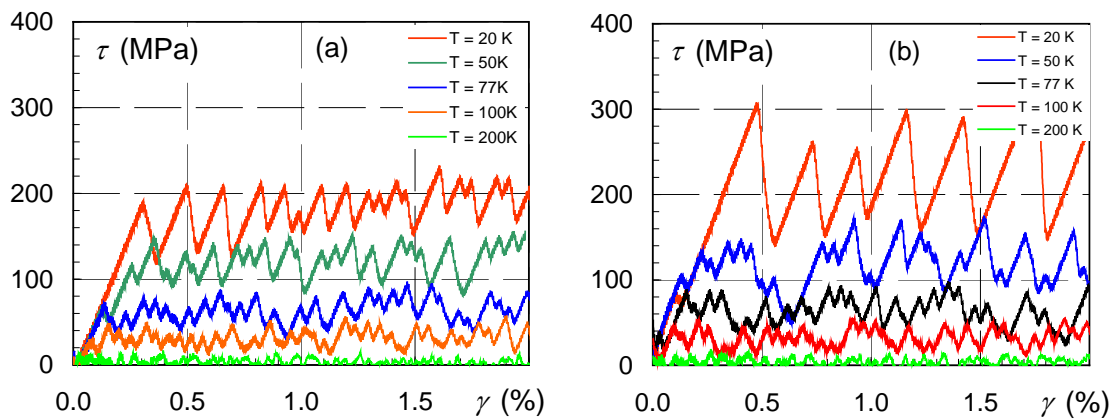 400
300
200
100
0
τ (MPa)
(a)
T = 20 K
T = 50K
T = 77K
T = 100K
T = 200K
0.0
0.5
1.0
1.5
γ (%)
400
300
200
100
0
τ (MPa)
(b)
T = 20 K
T = 50 K
T = 77 K
T = 100 K
T = 200 K
0.0
0.5
1.0
1.5
γ (%)